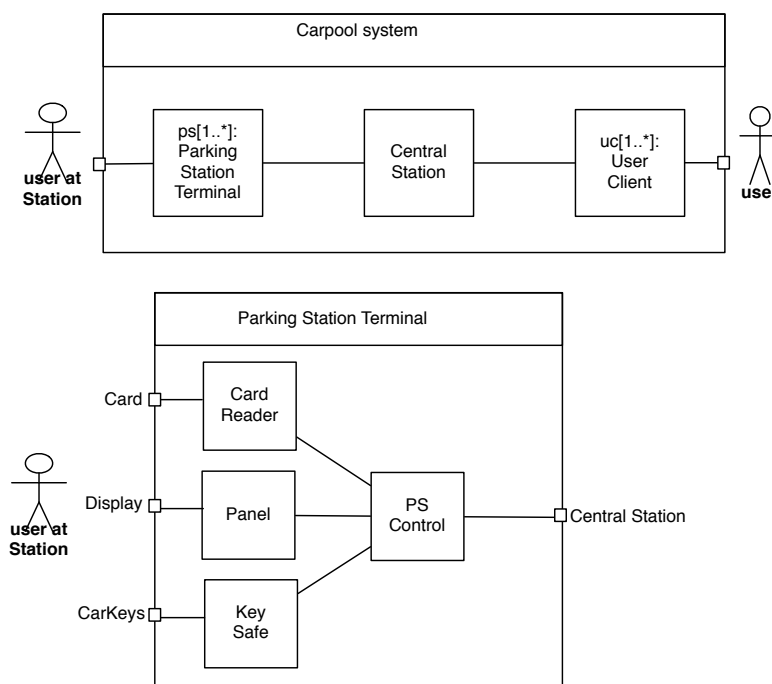 Carpool system
user at
Station
ps[1..*]:
Parking
Station
Terminal
Central
Station
uc[1..*]:
User
Client
use
Parking Station Terminal
Card
Card
Reader
user at
Station
Display
Panel
PS
Control
Central Station
CarKeys
Key
Safe